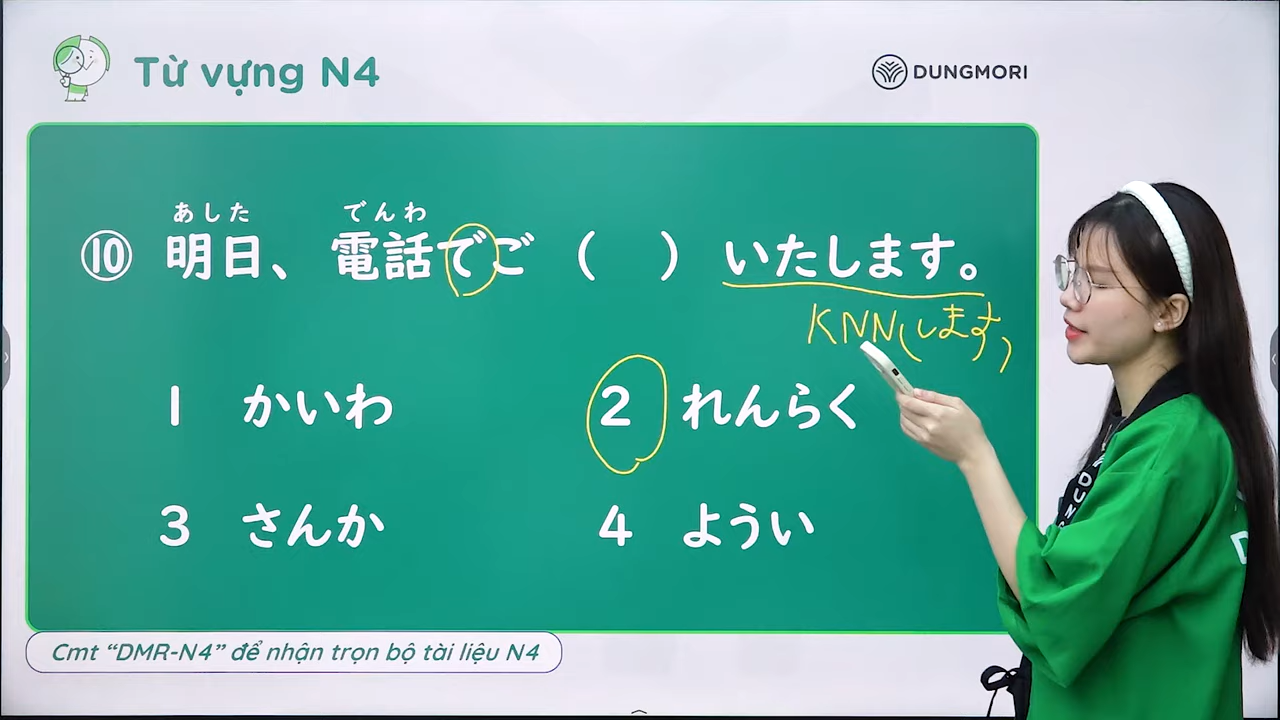 Từ vựng N4
DUNGMORI
あした でんわ
⑩ 明日、電話でご ( ) いたします。
KNN(します)
1 かいわ
2 れんらく
3 さんか
4 ようい
Cmt “DMR-N4” để nhận trọn bộ tài liệu N4